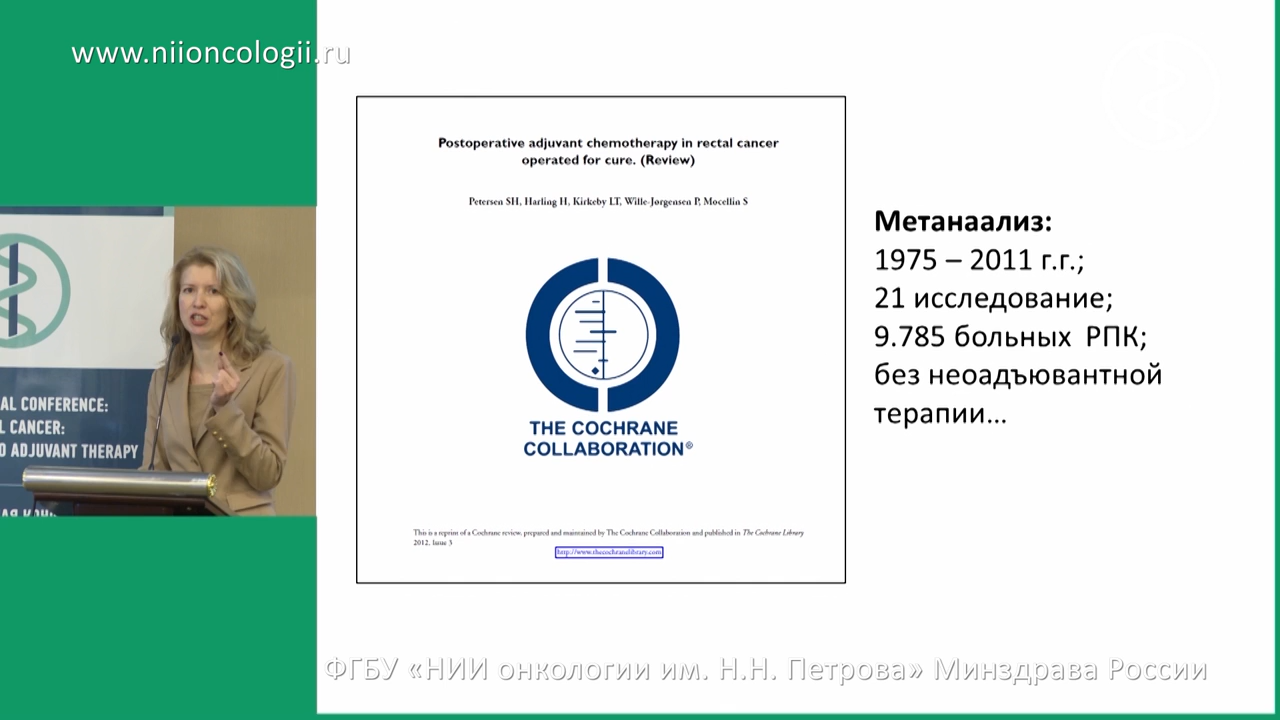 www.niioncologii.ru
Postoperative adjuvant chemotherapy in rectal cancer
operated for cure. (Review)
Petersen SH, Harling H, Kirkeby LT, Wille-Jørgensen P, Mocellin S
THE COCHRANE
COLLABORATION®
This is a reprint of a Cochrane review, prepared and maintained by The Cochrane Collaboration and published in The Cochrane Library
2012, Issue 3
http://www.thecochranelibrary.com
Метанаализ:
1975 – 2011 г.г.;
21 исследование;
9.785 больных РПК;
без неоадъювантной
терапии...
AL CONFERENCE:
L CANCER:
O ADJUVANT THERAPY
ФГБУ «НИИ онкологии им. Н.Н. Петрова» Минздрава России